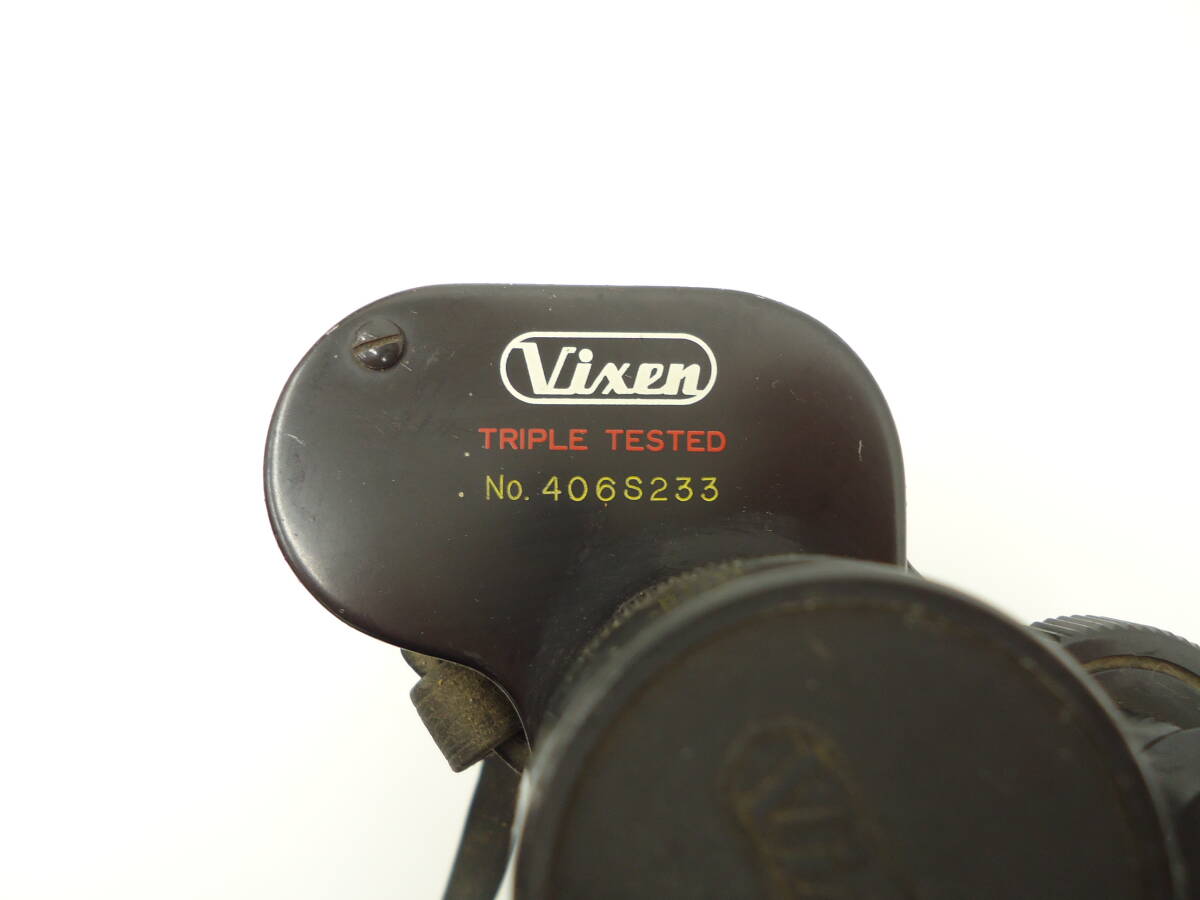 Vixen
TRIPLE TESTED
No. 406S233